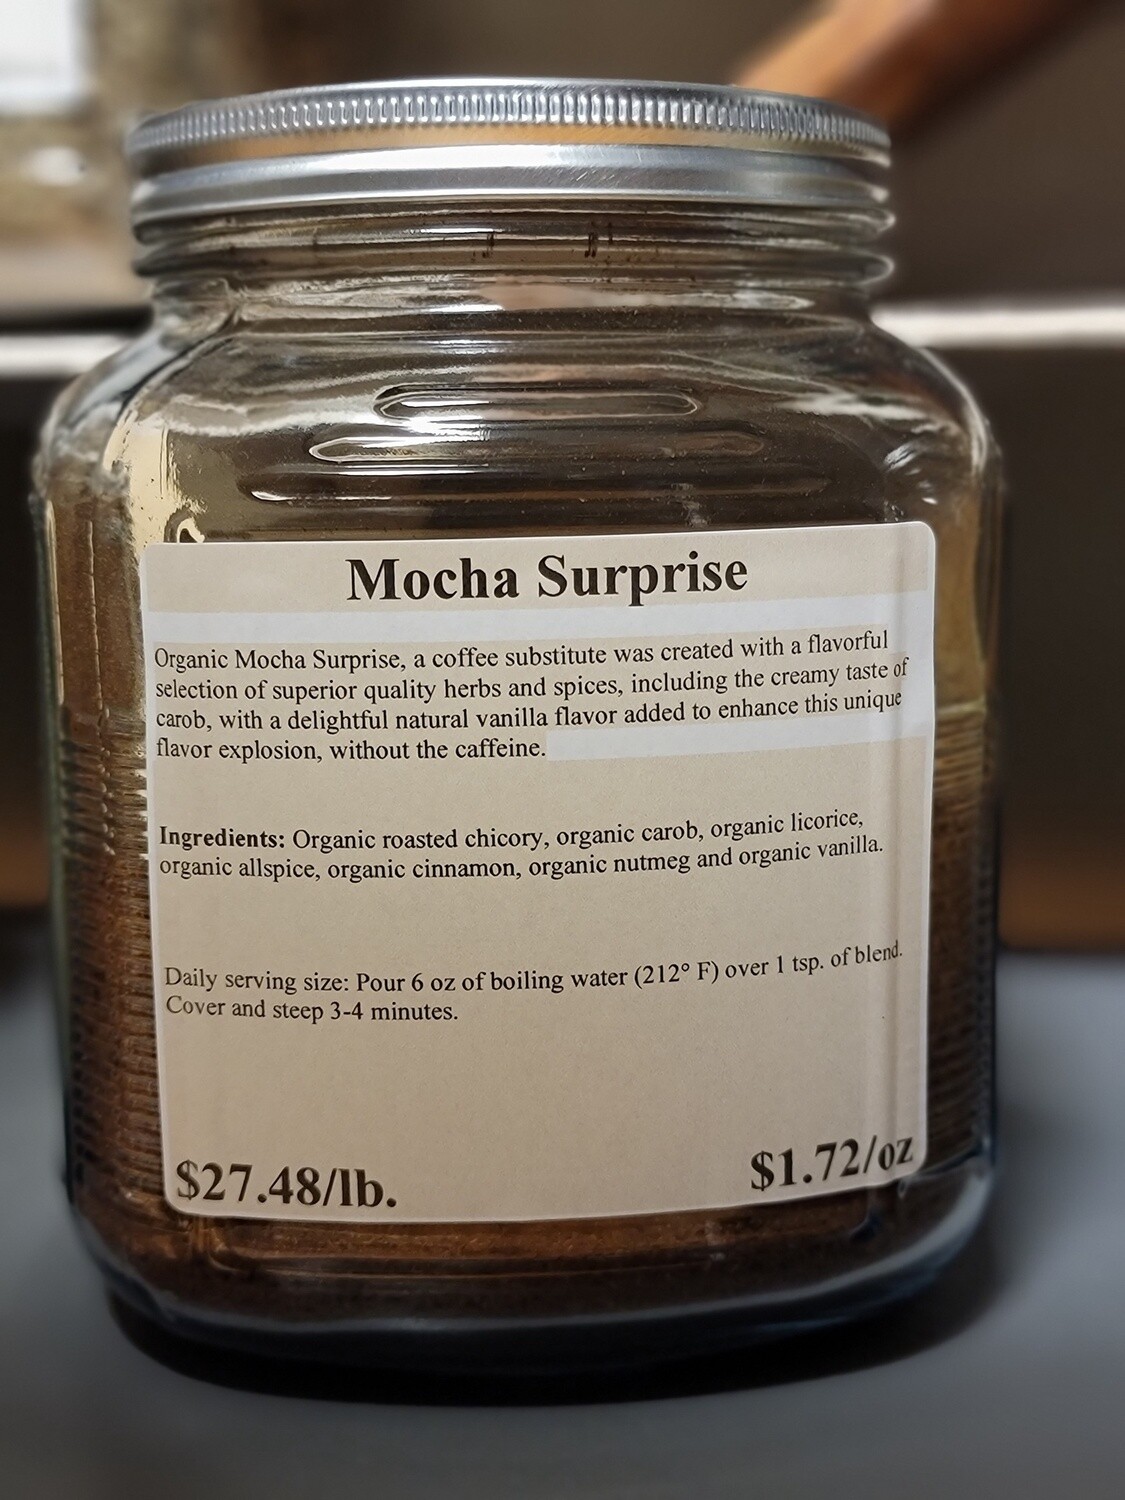 Mocha Surprise
Organic Mocha Surprise, a coffee substitute was created with a flavorful
selection of superior quality herbs and spices, including the creamy taste of
carob, with a delightful natural vanilla flavor added to enhance this unique
flavor explosion, without the caffeine.
Ingredients: Organic roasted chicory, organic carob, organic licorice,
organic allspice, organic cinnamon, organic nutmeg and organic vanilla.
Daily serving size: Pour 6 oz of boiling water (212° F) over 1 tsp. of blend.
Cover and steep 3-4 minutes.
$27.48/lb. $1.72/oz